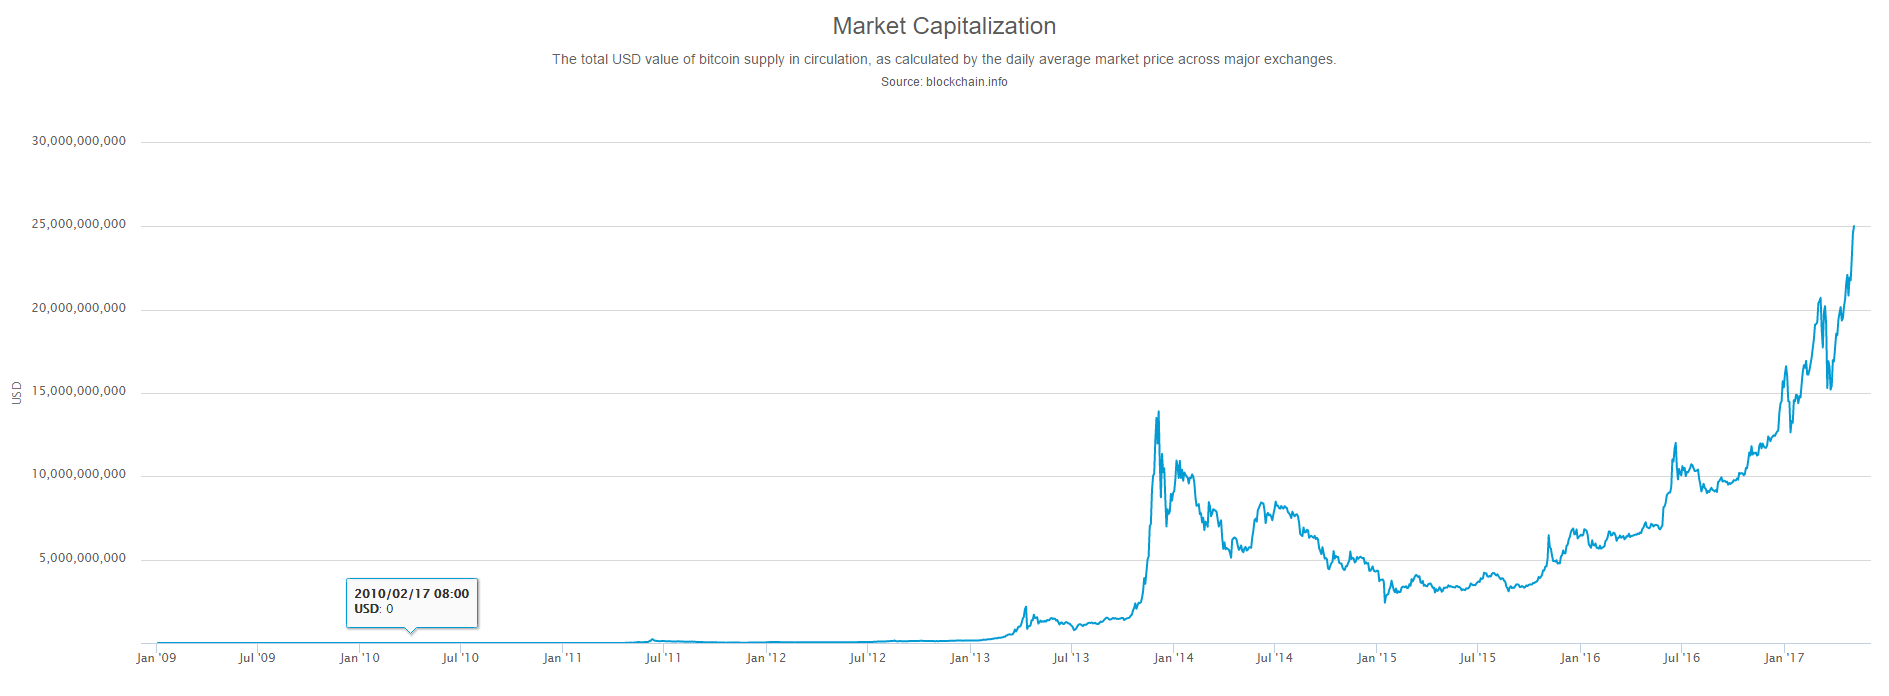 Market Capitalization
The total USD value of bitcoin supply in circulation, as calculated by the daily average market price across major exchanges.
Source: blockchain.info
30,000,000,000
25,000,000,000
20,000,000,000
15,000,000,000
10,000,000,000
5,000,000,000
USD
2010/02/17 08:00
USD: 0
Jan '09 Jul '09 Jan '10 Jul '10 Jan '11 Jul '11 Jan '12 Jul '12 Jan '13 Jul '13 Jan '14 Jul '14 Jan '15 Jul '15 Jan '16 Jul '16 Jan '17